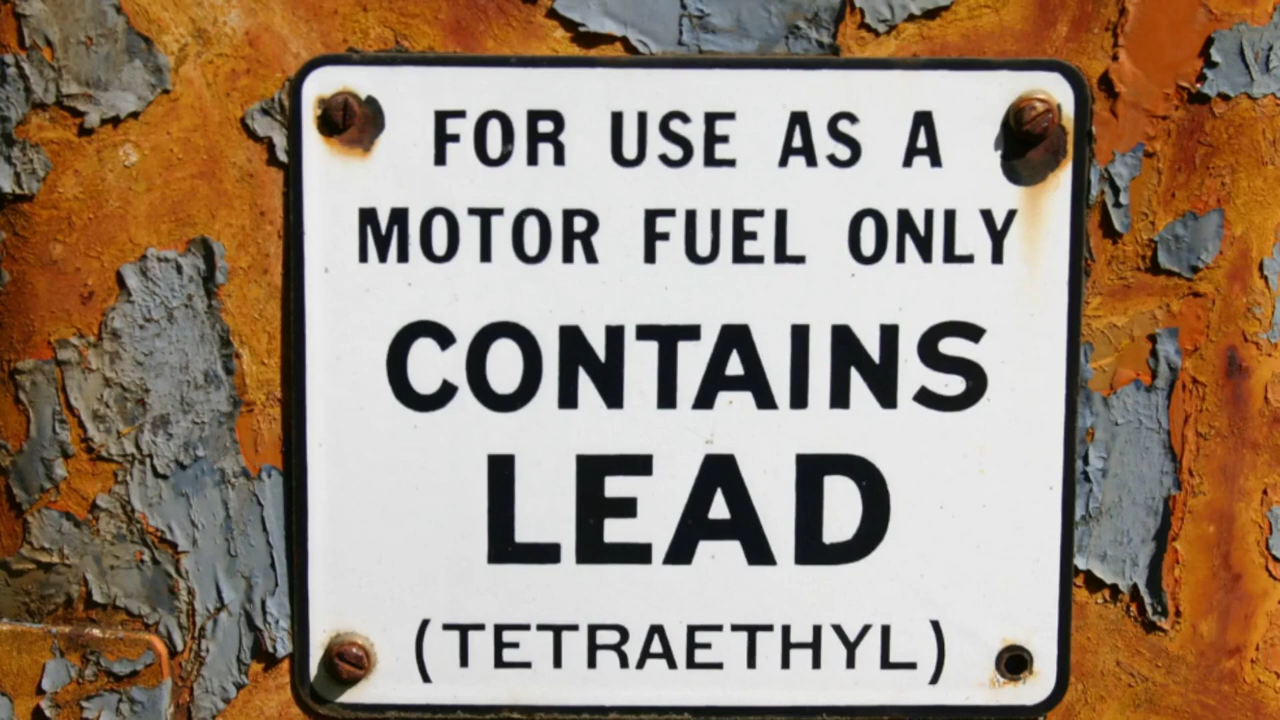 FOR USE AS A
MOTOR FUEL ONLY
CONTAINS
LEAD
(TETRAETHYL)